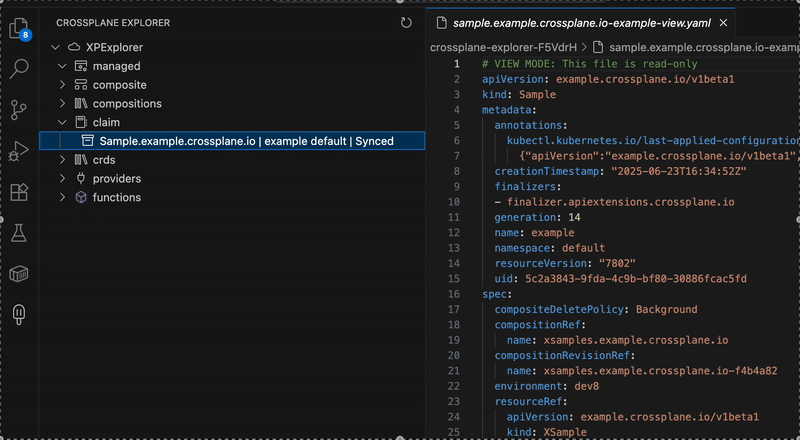 CROSSPLANE EXPLORER
XPExplorer
managed
composite
compositions
claim
Sample.example.crossplane.io | example default | Synced
crds
providers
functions
8
sample.example.crossplane.io-example-view.yaml
crossplane-explorer-F5VdrH > sample.example.crossplane.io-examp
1 # VIEW MODE: This file is read-only
2 apiVersion: example.crossplane.io/v1beta1
3 kind: Sample
4 metadata:
5 annotations:
6 kubectl.kubernetes.io/last-applied-configuration
7 {"apiVersion":"example.crossplane.io/v1beta1"
8 creationTimestamp: "2025-06-23T16:34:52Z"
9 finalizers:
10 - finalizer.apiextensions.crossplane.io
11 generation: 14
12 name: example
13 namespace: default
14 resourceVersion: "7802"
15 uid: 5c2a3843-9fda-4c9b-bf80-30886fcac5fd
16 spec:
17 compositeDeletePolicy: Background
18 compositionRef:
19 name: xsamples.example.crossplane.io
20 compositionRevisionRef:
21 name: xsamples.example.crossplane.io-f4b4a82
22 environment: dev8
23 resourceRef:
24 apiVersion: example.crossplane.io/v1beta1
25 kind: XSample